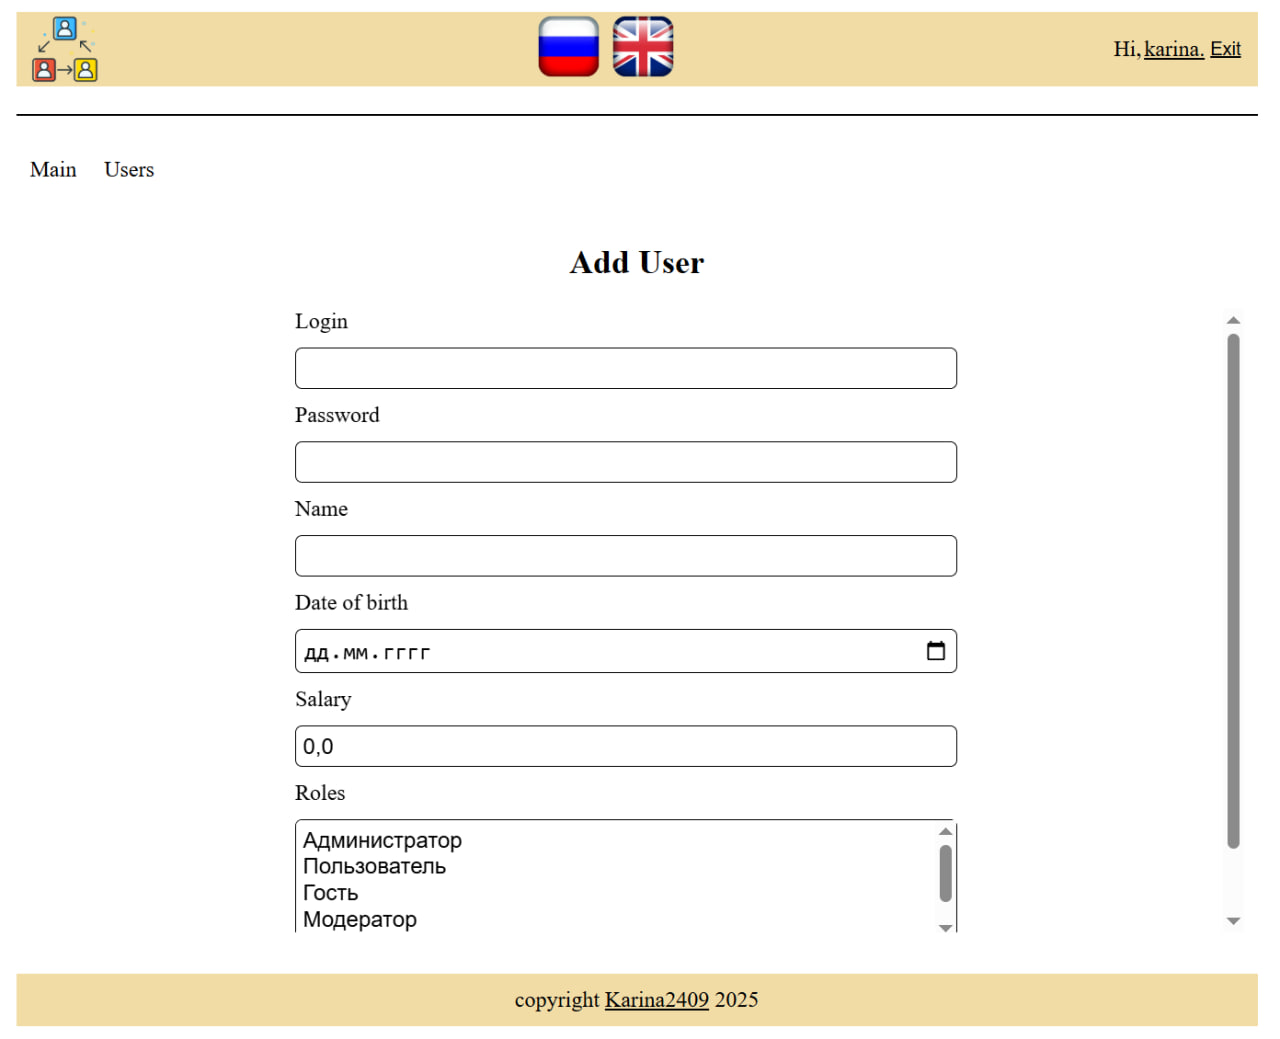 Hi, karina. Exit
Main Users
Add User
Login
Password
Name
Date of birth
дд.мм.гггг
Salary
0,0
Roles
Администратор
Пользователь
Гость
Модератор
copyright Karina2409 2025